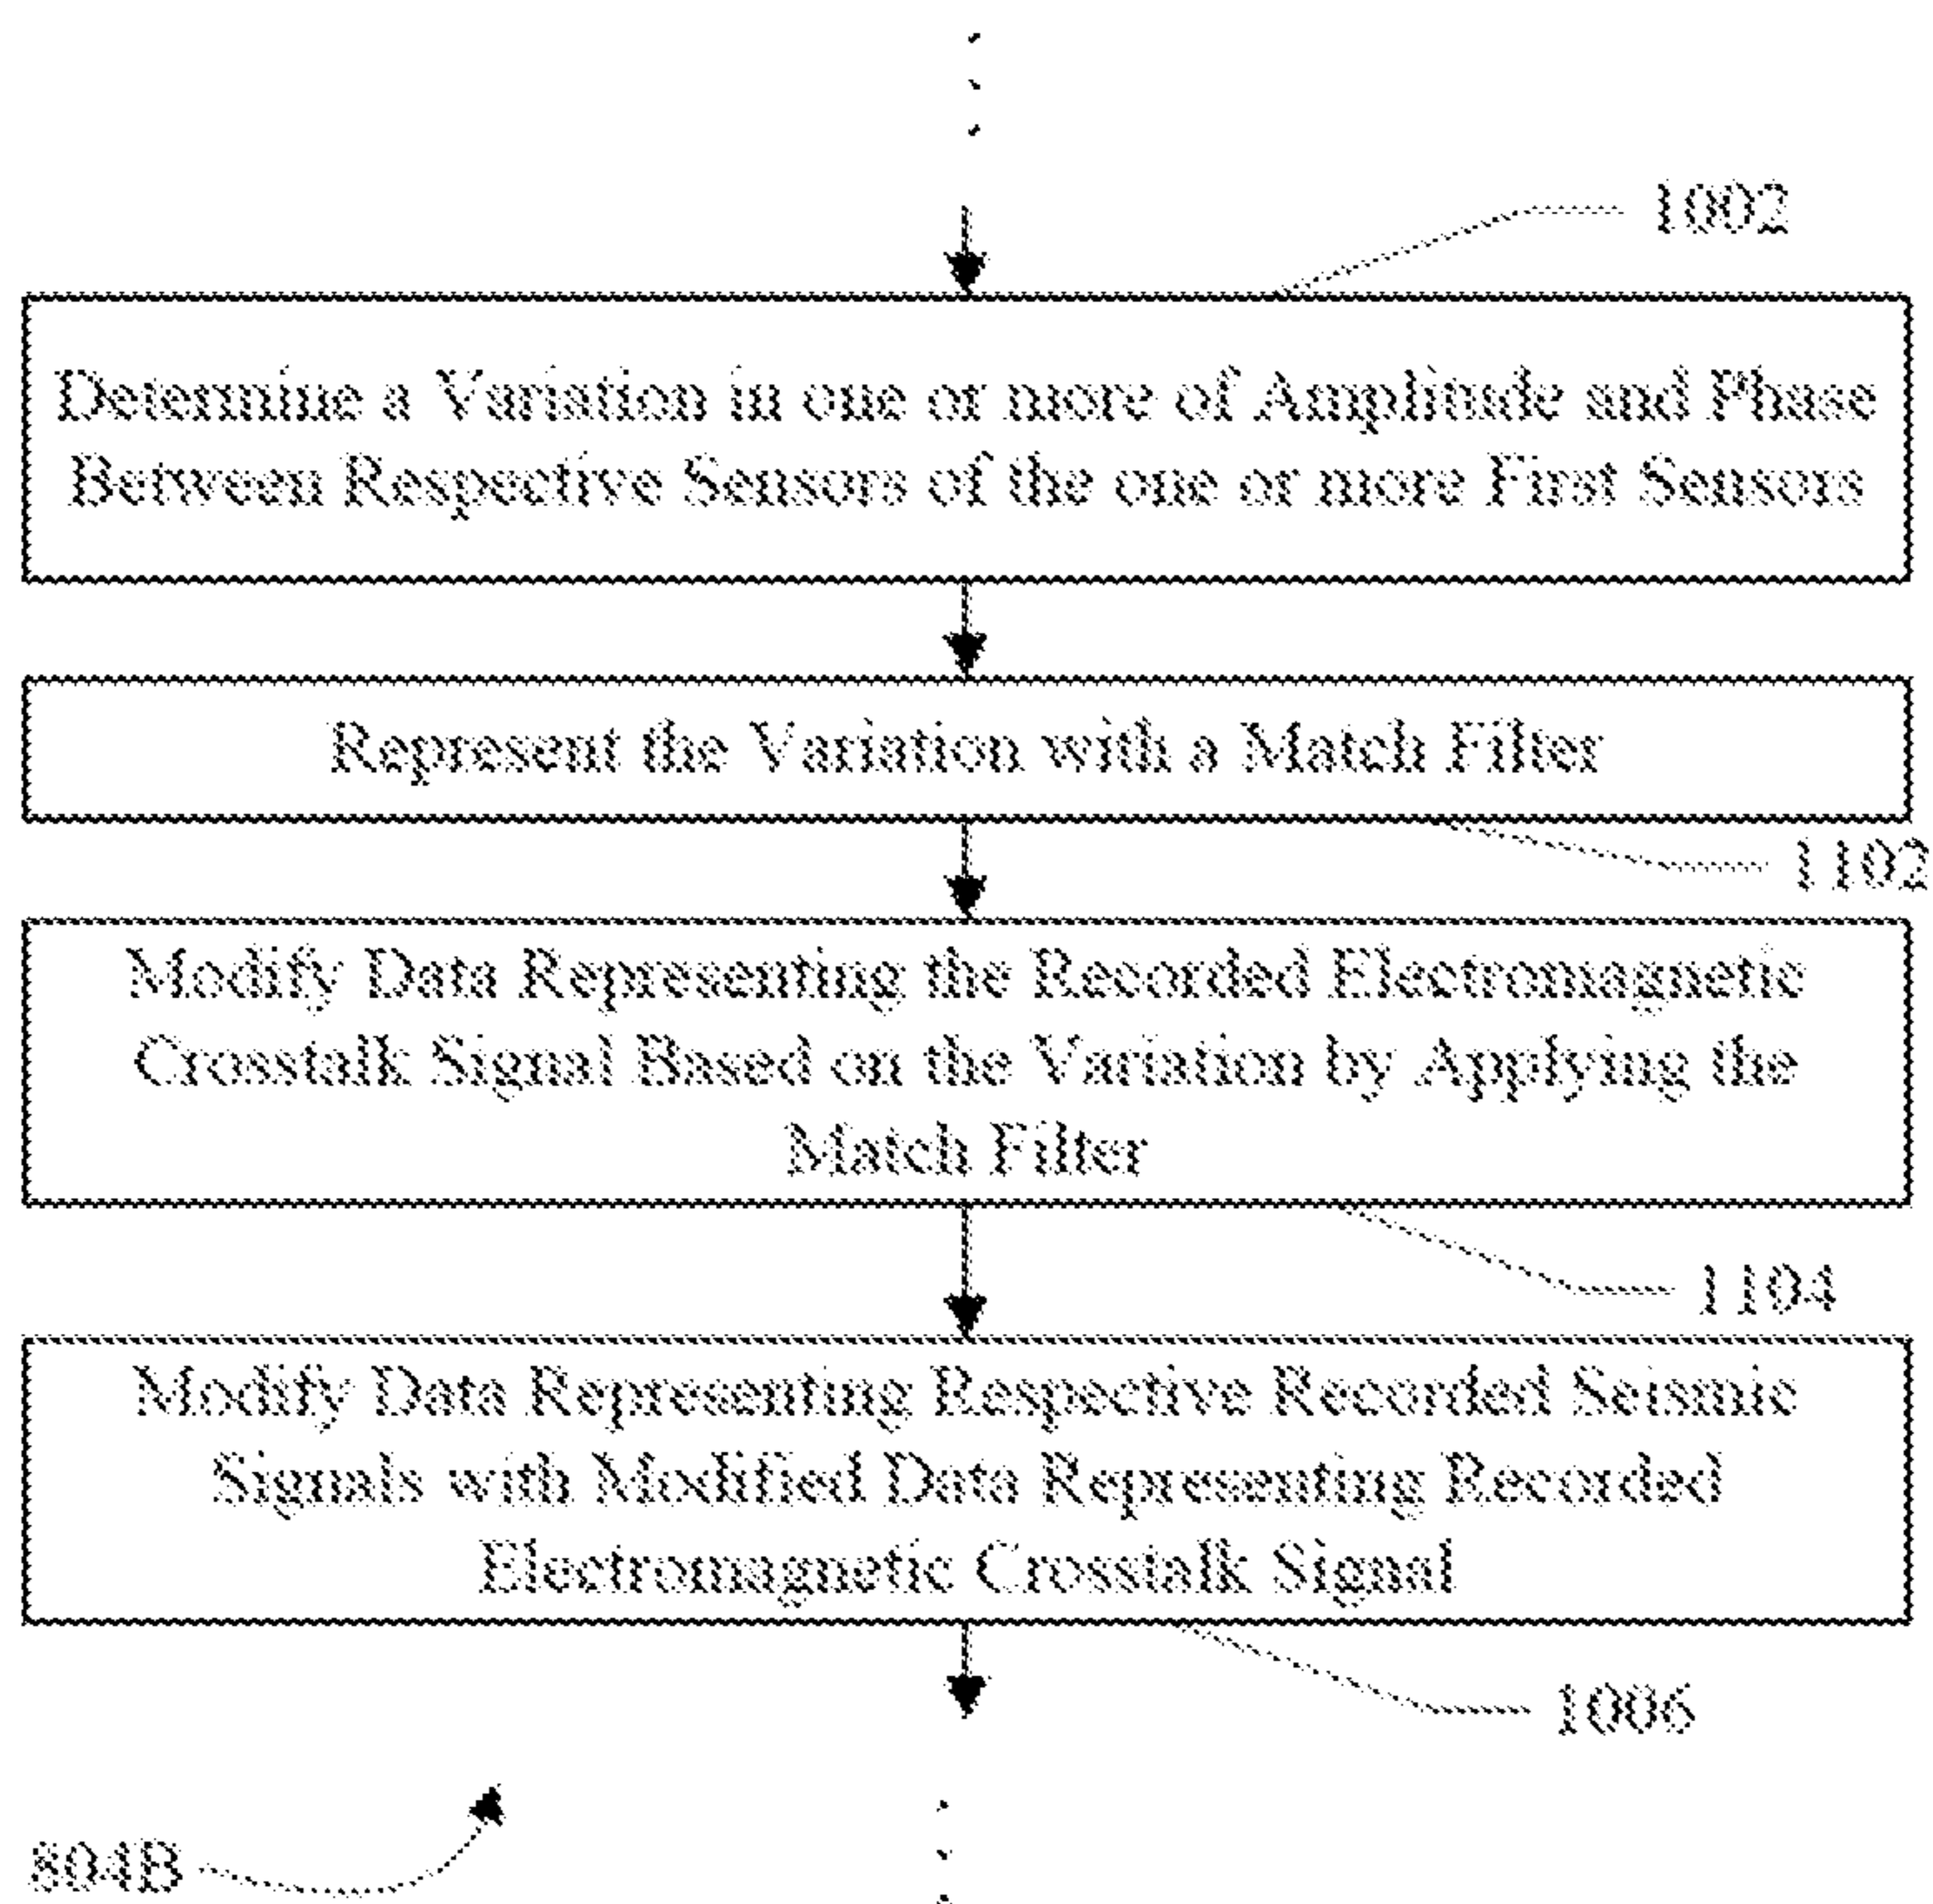 1002
Determine a Variation in one or more of Amplitude and Phase
Between Respective Sensors of the one or more First Sensors
Represent the Variation with a Match Filter
1102
Modify Data Representing the Recorded Electromagnetic
Crosstalk Signal Based on the Variation by Applying the
Match Filter
1104
Modify Data Representing Respective Recorded Seismic
Signals with Modified Data Representing Recorded
Electromagnetic Crosstalk Signal
1006
804B